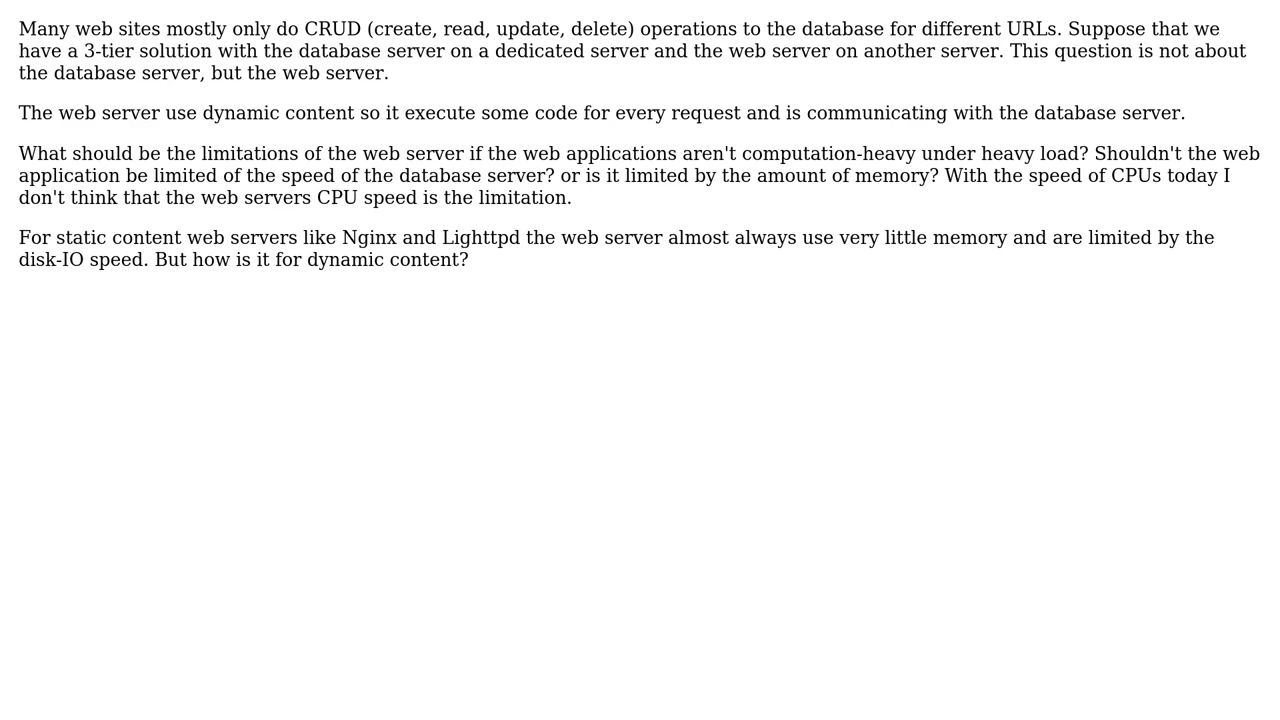 Many web sites mostly only do CRUD (create, read, update, delete) operations to the database for different URLs. Suppose that we
have a 3-tier solution with the database server on a dedicated server and the web server on another server. This question is not about
the database server, but the web server.
The web server use dynamic content so it execute some code for every request and is communicating with the database server.
What should be the limitations of the web server if the web applications aren't computation-heavy under heavy load? Shouldn't the web
application be limited of the speed of the database server? or is it limited by the amount of memory? With the speed of CPUs today I
don't think that the web servers CPU speed is the limitation.
For static content web servers like Nginx and Lighttpd the web server almost always use very little memory and are limited by the
disk-IO speed. But how is it for dynamic content?